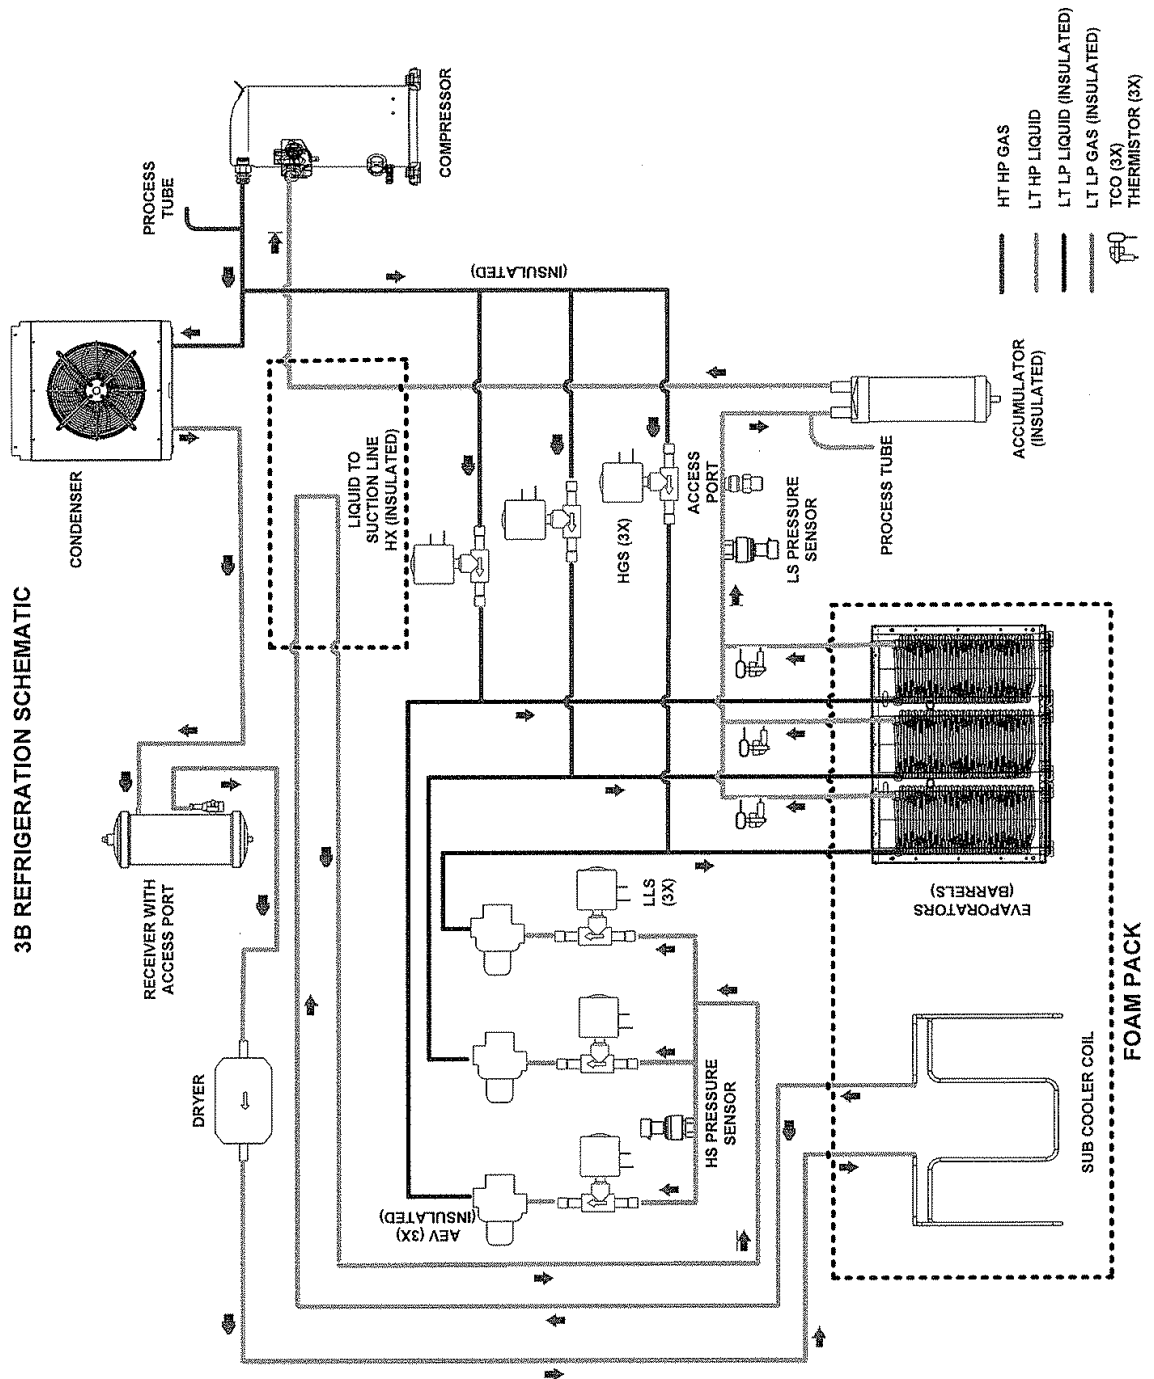 3B REFRIGERATION SCHEMATIC
RECEIVER WITH
ACCESS PORT
DRYER
CONDENSER
PROCESS
TUBE
COMPRESSOR
LIQUID TO
SUCTION LINE
HX (INSULATED)
(INSULATED)
HGS (3X)
ACCESS
PORT
LS PRESSURE
SENSOR
PROCESS TUBE
ACCUMULATOR
(INSULATED)
AEV (3X)
(INSULATED)
LLS
(3X)
HS PRESSURE
SENSOR
EVAPORATORS
(BARRELS)
SUB COOLER COIL
FOAM PACK
HT HP GAS
LT HP LIQUID
LT LP LIQUID (INSULATED)
LT LP GAS (INSULATED)
TCO (3X)
THERMISTOR (3X)